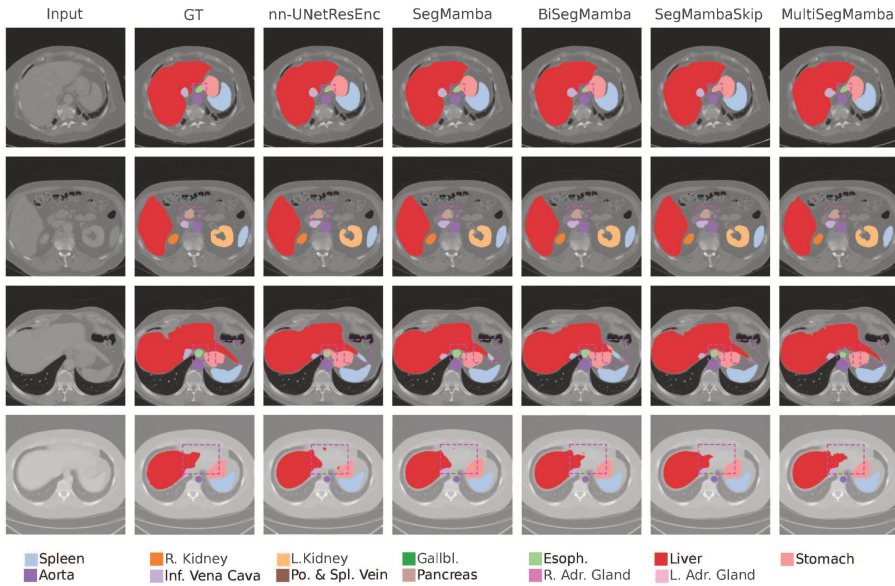 Input GT nn-UNetResEnc SegMamba BiSegMamba SegMambaSkip MultiSegMamba
Spleen R. Kidney L.Kidney Gallbl. Esoph. Liver Stomach
Aorta Inf. Vena Cava Po. & Spl. Vein Pancreas R. Adr. Gland L. Adr. Gland